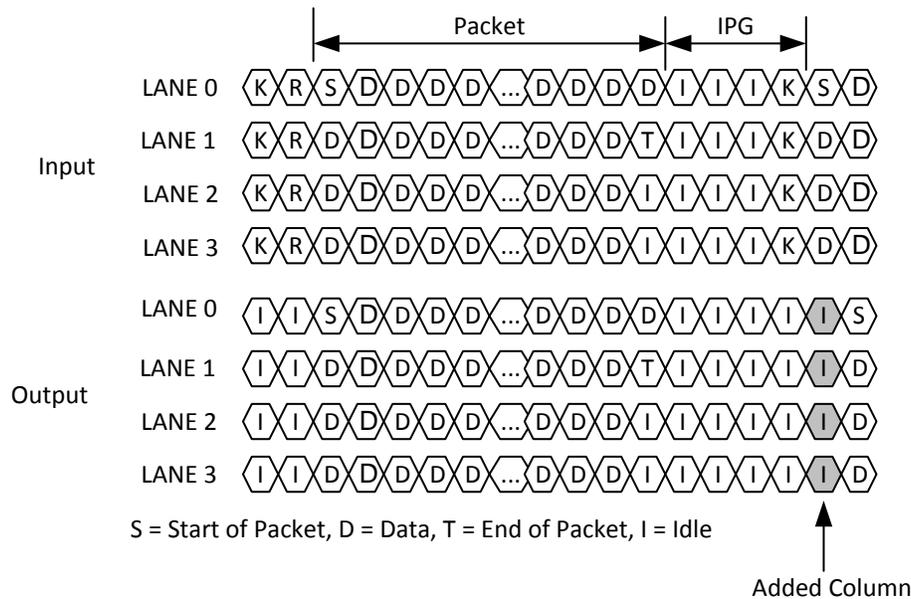 Packet IPG
LANE 0 K R S D D D D ... D D D D I I I K S D
LANE 1 K R D D D D D ... D D D T I I I K D D
Input
LANE 2 K R D D D D D ... D D D I I I I K D D
LANE 3 K R D D D D D ... D D D I I I I K D D
LANE 0 I I S D D D D ... D D D D I I I I I S
LANE 1 I I D D D D D ... D D D T I I I I I D
Output
LANE 2 I I D D D D D ... D D D I I I I I I D
LANE 3 I I D D D D D ... D D D I I I I I I D
S = Start of Packet, D = Data, T = End of Packet, I = Idle
Added Column